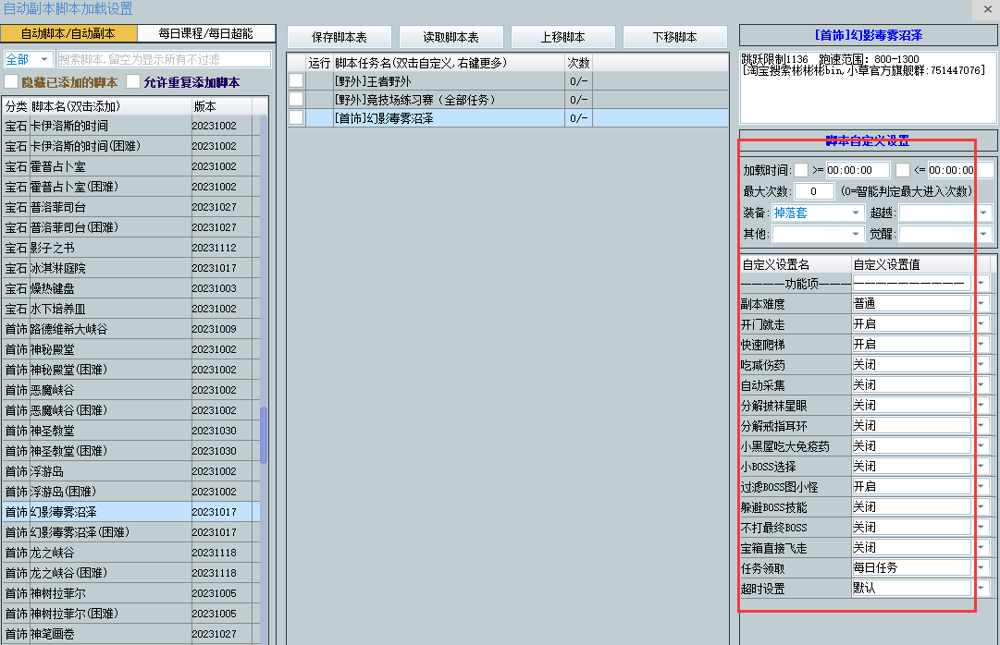 自动副本脚本加载设置
自动脚本/自动副本 每日课程/每日超能
全部 搜索脚本,留空为显示所有不过滤
隐藏已添加的脚本 允许重复添加脚本
分类 脚本名(双击添加) 版本
宝石 卡伊洛斯的时间 20231002
宝石 卡伊洛斯的时间(困难) 20231002
宝石 霍普占卜室 20231002
宝石 霍普占卜室(困难) 20231002
宝石 普洛菲司台 20231027
宝石 普洛菲司台(困难) 20231027
宝石 影子之书 20231112
宝石 冰淇淋庭院 20231017
宝石 燥热键盘 20231003
宝石 水下培养皿 20231002
首饰 路德维希大峡谷 20231009
首饰 神秘殿堂 20231002
首饰 神秘殿堂(困难) 20231002
首饰 恶魔峡谷 20231002
首饰 恶魔峡谷(困难) 20231002
首饰 神圣教堂 20231030
首饰 神圣教堂(困难) 20231030
首饰 浮游岛 20231002
首饰 浮游岛(困难) 20231002
首饰 幻影毒雾沼泽 20231017
首饰 幻影毒雾沼泽(困难) 20231017
首饰 龙之峡谷 20231118
首饰 龙之峡谷(困难) 20231118
首饰 神树拉菲尔 20231005
首饰 神树拉菲尔(困难) 20231005
首饰 神笔画卷 20231027
保存脚本表 读取脚本表 上移脚本 下移脚本
运行 脚本任务名(双击自定义,右键更多) 次数
[野外]王者野外 0/-
[野外]竞技场练习赛（全部任务） 0/-
[首饰]幻影毒雾沼泽 0/-
[首饰]幻影毒雾沼泽
跳跃限制1136 跑速范围：800-1300
[淘宝搜索彬彬彬bin,小草官方旗舰群:751447076]
脚本自定义设置
加载时间: >= 00:00:00 <= 00:00:00
最大次数: 0 (0=智能判定最大进入次数)
装备: 掉落套 超越:
其他: 觉醒:
自定义设置名 自定义设置值
————功能项——— ——————————
副本难度 普通
开门就走 开启
快速爬梯 开启
吃减伤药 关闭
自动采集 关闭
分解披袜星眼 关闭
分解戒指耳环 关闭
小黑屋吃大免疫药 关闭
小BOSS选择 关闭
过滤BOSS图小怪 开启
躲避BOSS技能 关闭
不打最终BOSS 关闭
宝箱直接飞走 关闭
任务领取 每日任务
超时设置 默认